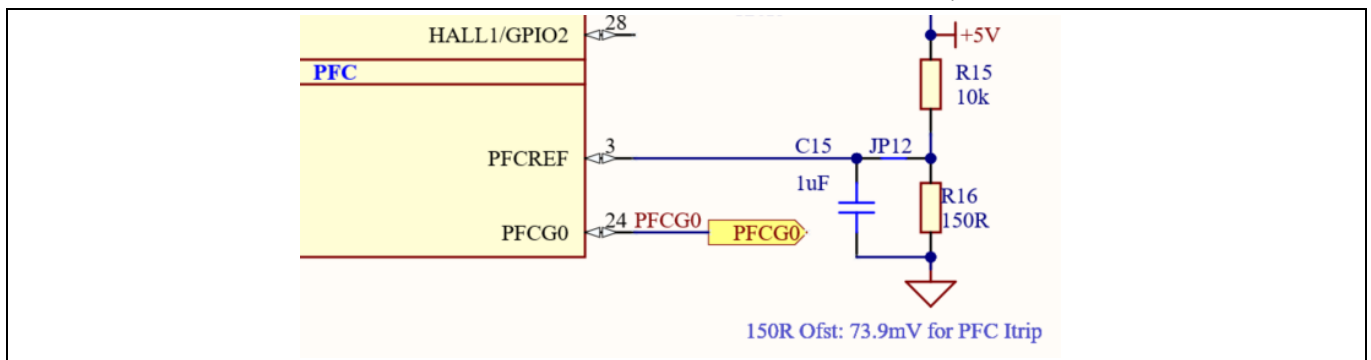 28
HALL1/GPIO2
+5V
PFC
R15
10k
3
PFCREF
C15
JP12
1uF
R16
150R
24
PFCG0
PFCG0
PFCG0
150R Ofst: 73.9mV for PFC Itrip